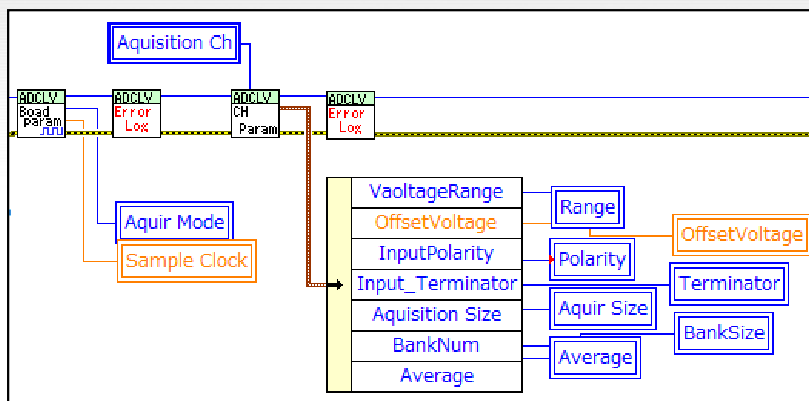 Aquisition Ch
ADCLV
Boad
Param
ADCLV
Error
Log
ADCLV
CH
Param
ADCLV
Error
Log
Aquir Mode
Sample Clock
VaoltageRange
OffsetVoltage
InputPolarity
Input_Terminator
Aquisition Size
BankNum
Average
Range
OffsetVoltage
Polarity
Terminator
Aquir Size
BankSize
Average